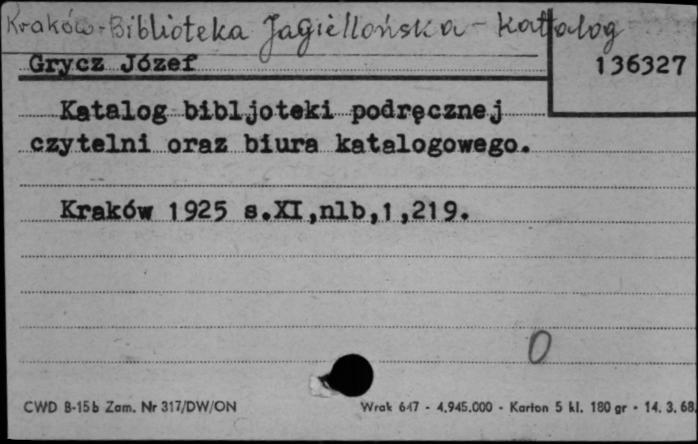 Kraków-Biblioteka Jagiellońska - katalog
Grycz Józef
136327
Katalog bibljoteki podręcznej
czytelni oraz biura katalogowego.
Kraków 1925 s.XI,nlb,1,219.
0
CWD B-15b Zam. Nr 317/DW/ON Wrak 647 - 4.945.000 - Karton 5 kl. 180 gr - 14. 3. 68.